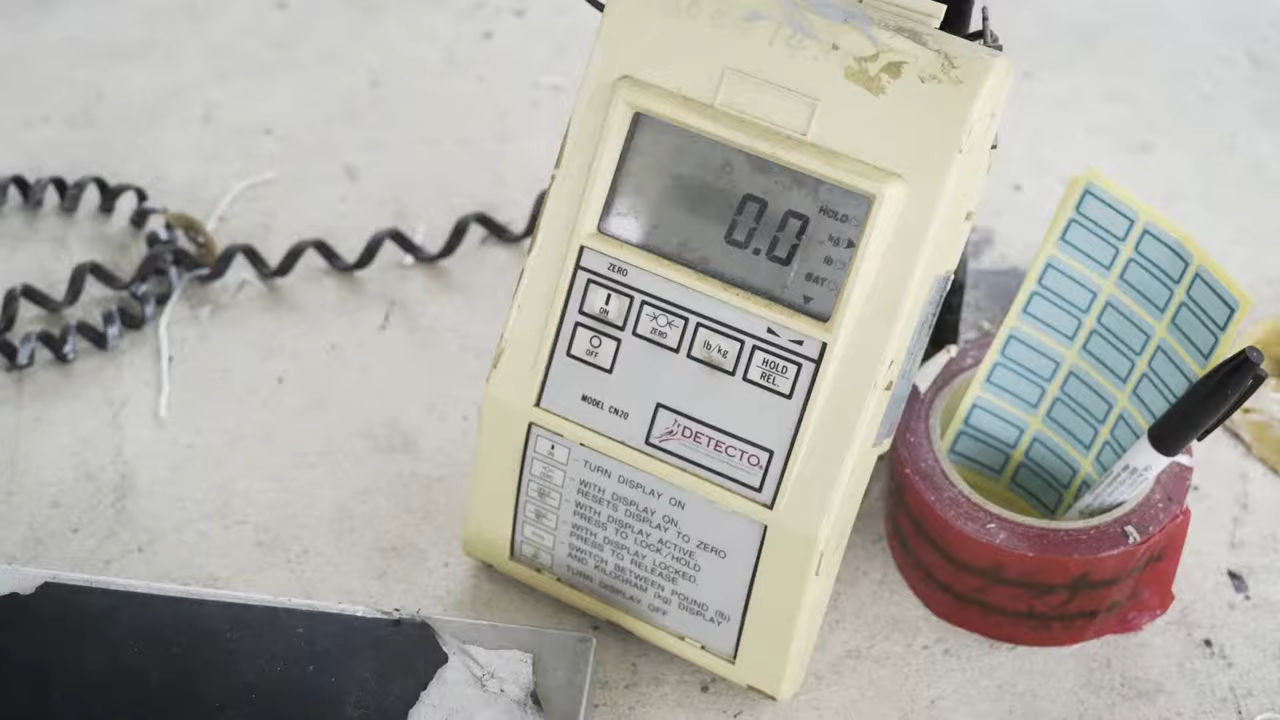 0.0
HOLD
kg
lb
BAT
ZERO
ON
ZERO
lb/kg
HOLD
REL.
OFF
MODEL CN20
DETECTO
- TURN DISPLAY ON
- WITH DISPLAY ON,
RESETS DISPLAY TO ZERO
- WITH DISPLAY ACTIVE,
PRESS TO LOCK/HOLD
- WITH DISPLAY LOCKED,
PRESS TO RELEASE
- SWITCH BETWEEN POUND (lb)
AND KILOGRAM (kg) DISPLAY
- TURN DISPLAY OFF